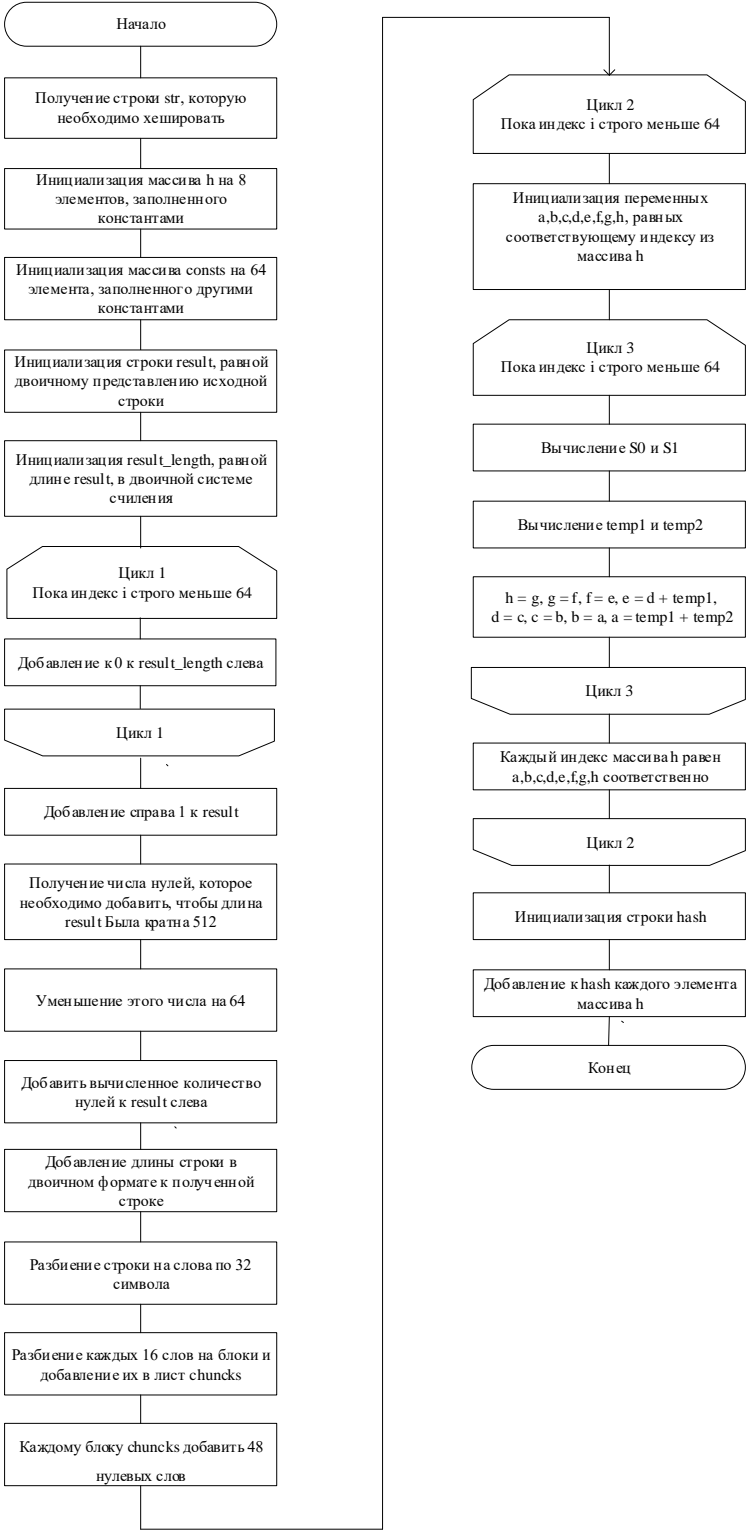 Начало
Получение строки str, которую
необходимо хешировать
Инициализация массива h на 8
элементов, заполненного
константами
Инициализация массива consts на 64
элемента, заполненного другими
константами
Инициализация строки result, равной
двоичному представлению исходной
строки
Инициализация result_length, равной
длине result, в двоичной системе
счиления
Цикл 1
Пока индекс i строго меньше 64
Добавление к 0 к result_length слева
Цикл 1
Добавление справа 1 к result
Получение числа нулей, которое
необходимо добавить, чтобы длина
result Была кратна 512
Уменьшение этого числа на 64
Добавить вычисленное количество
нулей к result слева
Добавление длины строки в
двоичном формате к полученной
строке
Разбиение строки на слова по 32
символа
Разбиение каждых 16 слов на блоки и
добавление их в лист chuncks
Каждому блоку chuncks добавить 48
нулевых слов
Цикл 2
Пока индекс i строго меньше 64
Инициализация переменных
a,b,c,d,e,f,g,h, равных
соответствующему индексу из
массива h
Цикл 3
Пока индекс i строго меньше 64
Вычисление S0 и S1
Вычисление temp1 и temp2
h = g, g = f, f = e, e = d + temp1,
d = c, c = b, b = a, a = temp1 + temp2
Цикл 3
Каждый индекс массива h равен
a,b,c,d,e,f,g,h соответственно
Цикл 2
Инициализация строки hash
Добавление к hash каждого элемента
массива h
Конец